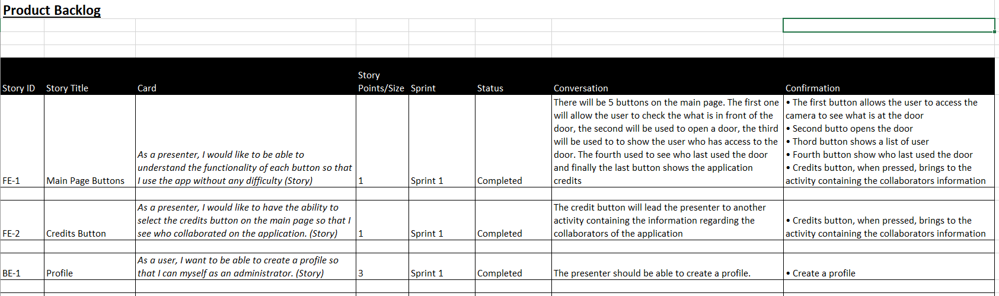 Product Backlog
Story ID
Story Title
Card
Story
Points/Size
Sprint
Status
Conversation
Confirmation
FE-1
Main Page Buttons
As a presenter, I would like to be able to
understand the functionality of each button so that
I use the app without any difficulty (Story)
1
Sprint 1
Completed
There will be 5 buttons on the main page. The first one
will allow the user to check the what is in front of the
door, the second will be used to open a door, the third
will be used to to show the user who has access to the
door. The fourth used to see who last used the door
and finally the last button shows the application
credits
• The first button allows the user to access the
camera to see what is at the door
• Second butto opens the door
• Thord button shows a list of user
• Fourth button show who last used the door
• Credits button, when pressed, brings to the
activity containing the collaborators information
FE-2
Credits Button
As a presenter, I would like to have the ability to
select the credits button on the main page so that I
see who collaborated on the application. (Story)
1
Sprint 1
Completed
The credit button will lead the presenter to another
activity containing the information regarding the
collaborators of the application
• Credits button, when pressed, brings to the
activity containing the collaborators information
BE-1
Profile
As a user, I want to be able to create a profile so
that I can myself as an administrator. (Story)
3
Sprint 1
Completed
The presenter should be able to create a profile.
• Create a profile